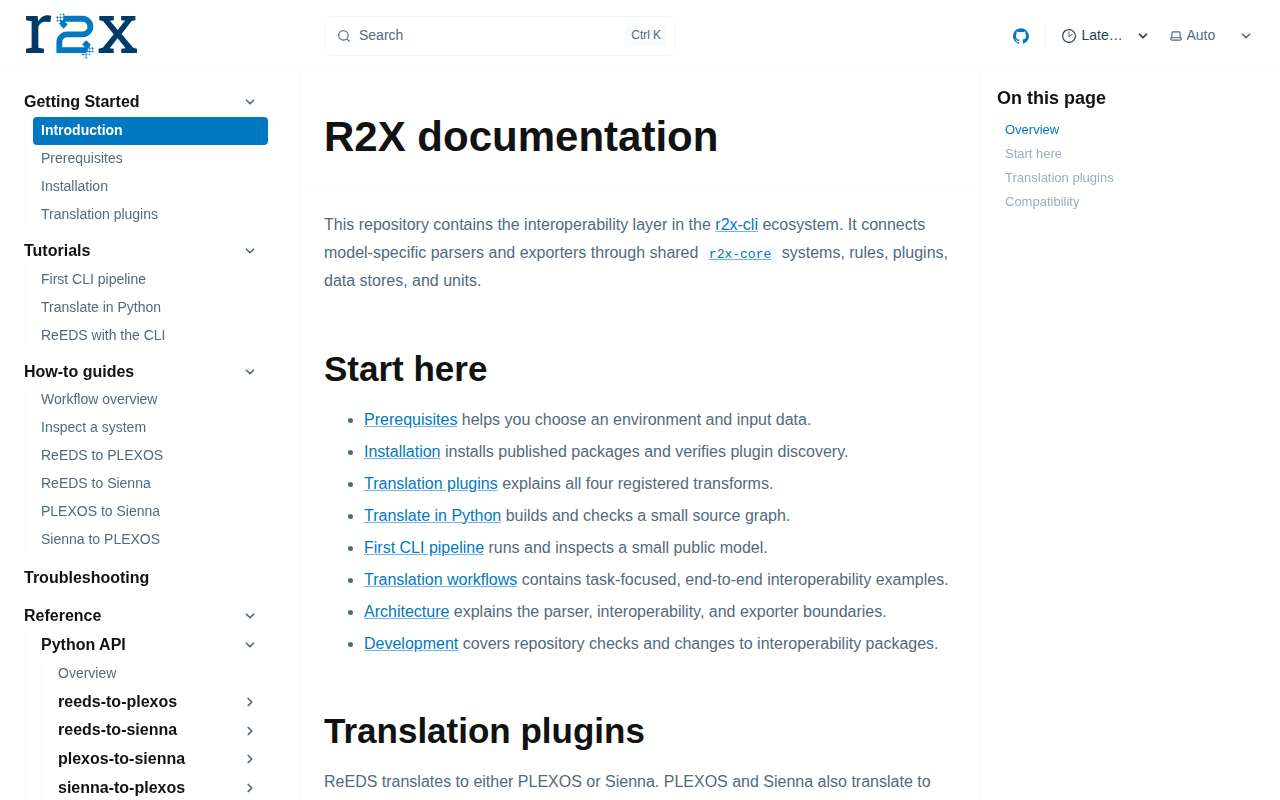 r2x
Search
Ctrl K
Late…
Auto
Getting Started
Introduction
Prerequisites
Installation
Translation plugins
Tutorials
First CLI pipeline
Translate in Python
ReEDS with the CLI
How-to guides
Workflow overview
Inspect a system
ReEDS to PLEXOS
ReEDS to Sienna
PLEXOS to Sienna
Sienna to PLEXOS
Troubleshooting
Reference
Python API
Overview
reeds-to-plexos
reeds-to-sienna
plexos-to-sienna
sienna-to-plexos
R2X documentation
This repository contains the interoperability layer in the r2x-cli ecosystem. It connects
model-specific parsers and exporters through shared r2x-core systems, rules, plugins,
data stores, and units.
Start here
Prerequisites helps you choose an environment and input data.
Installation installs published packages and verifies plugin discovery.
Translation plugins explains all four registered transforms.
Translate in Python builds and checks a small source graph.
First CLI pipeline runs and inspects a small public model.
Translation workflows contains task-focused, end-to-end interoperability examples.
Architecture explains the parser, interoperability, and exporter boundaries.
Development covers repository checks and changes to interoperability packages.
Translation plugins
ReEDS translates to either PLEXOS or Sienna. PLEXOS and Sienna also translate to
On this page
Overview
Start here
Translation plugins
Compatibility